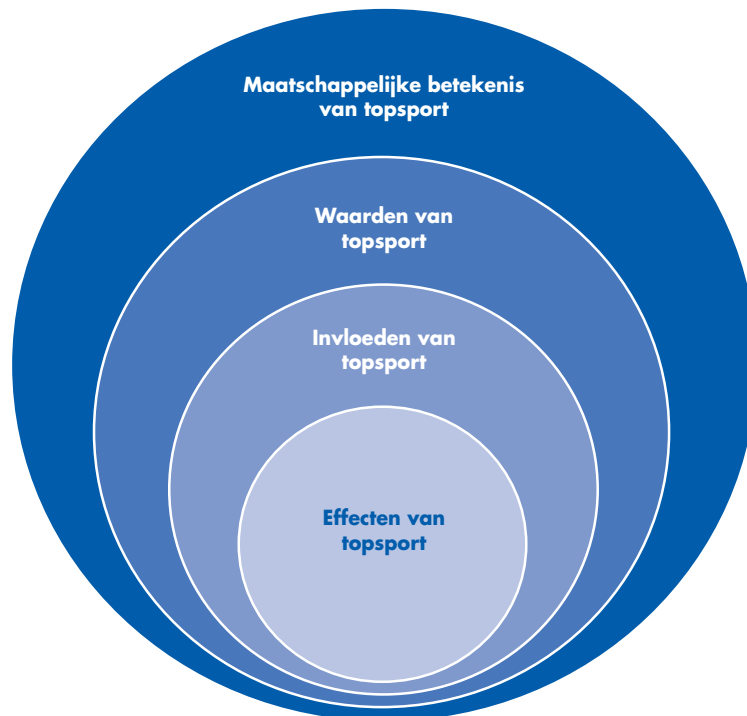 Maatschappelijke betekenis
van topsport
Waarden van
topsport
Invloeden van
topsport
Effecten van
topsport